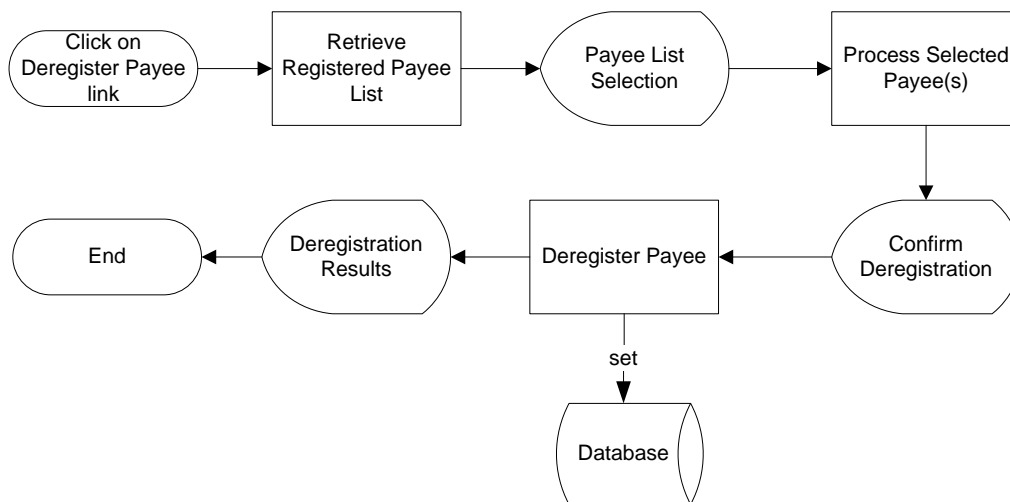 Click on
Deregister Payee
link
Retrieve
Registered Payee
List
Payee List
Selection
Process Selected
Payee(s)
End
Deregistration
Results
Deregister Payee
Confirm
Deregistration
set
Database